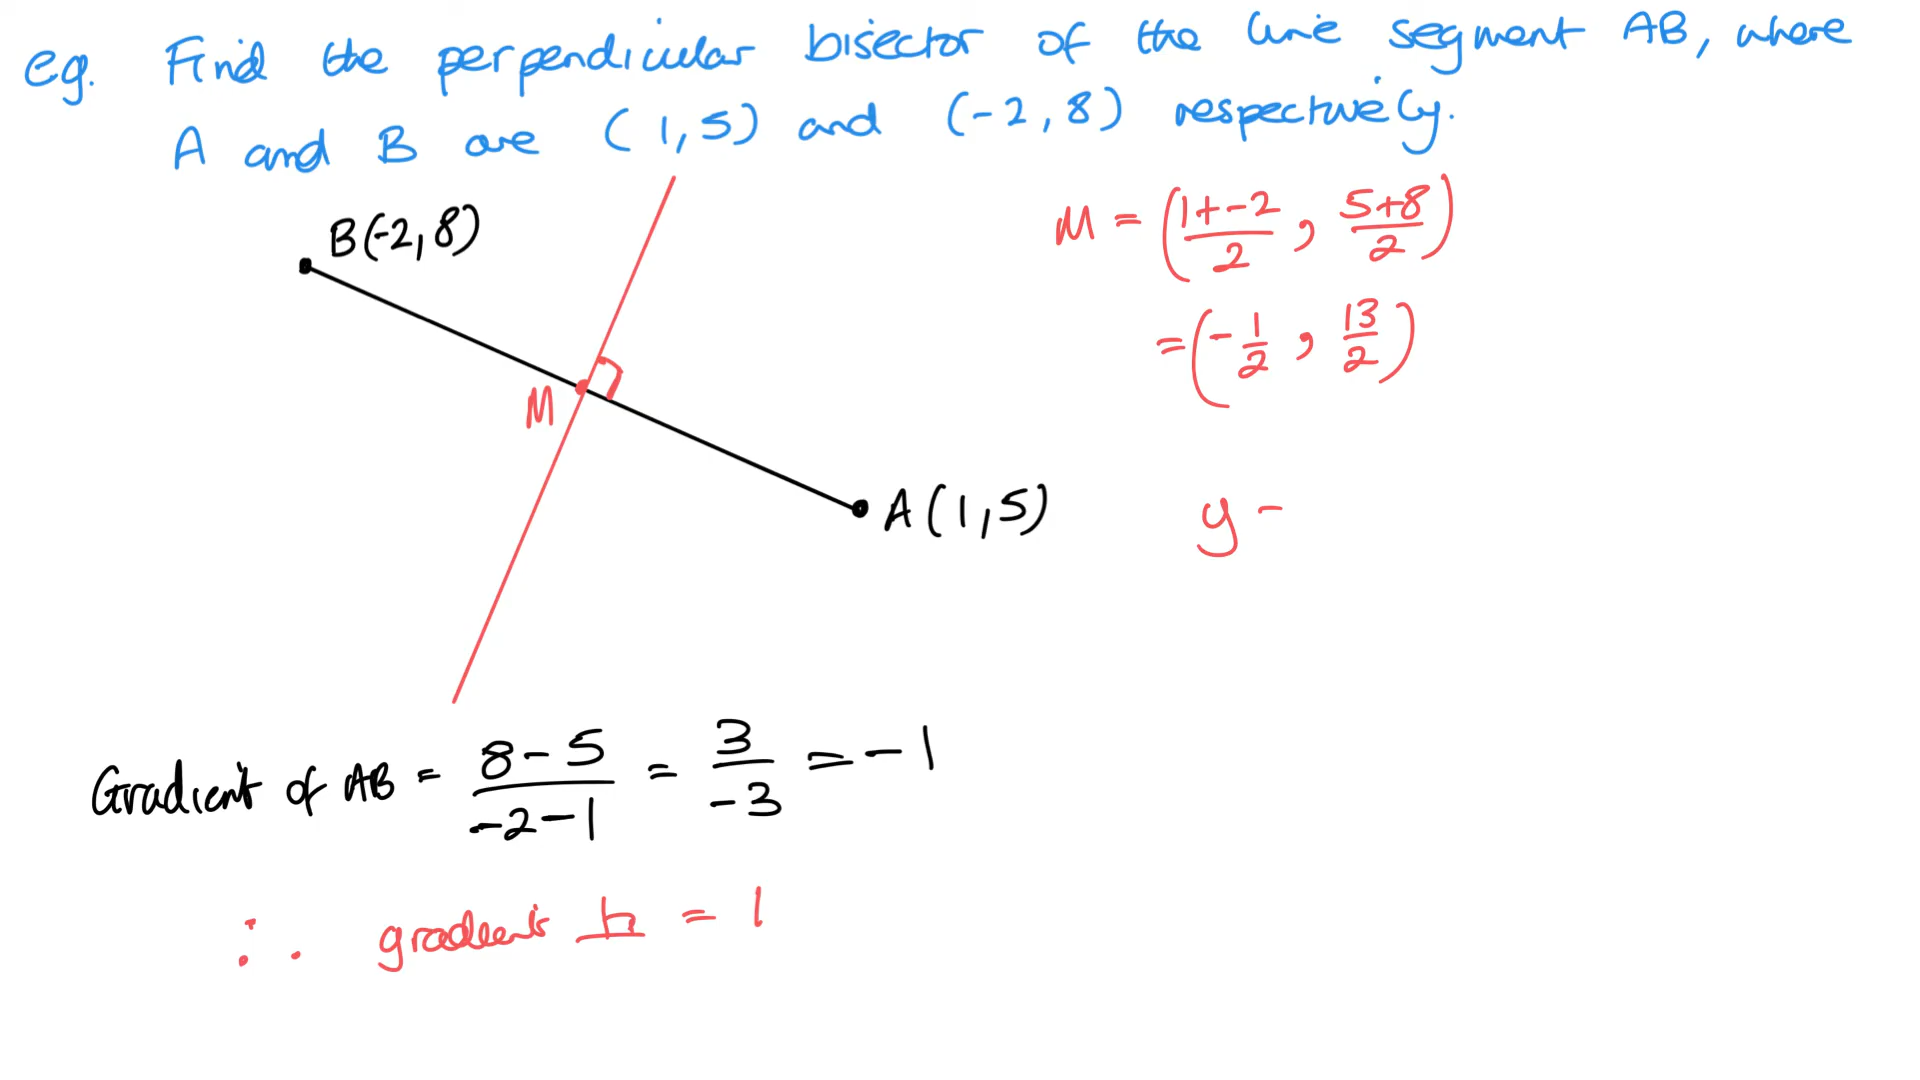 eg. Find the perpendicular bisector of the line segment AB, where
A and B are (1,5) and (-2,8) respectively.
B(-2,8)
M = (1+-2/2, 5+8/2)
= (-1/2, 13/2)
M
A(1,5)
y -
Gradient of AB = 8-5/-2-1 = 3/-3 = -1
∴ gradient ⊥ = 1